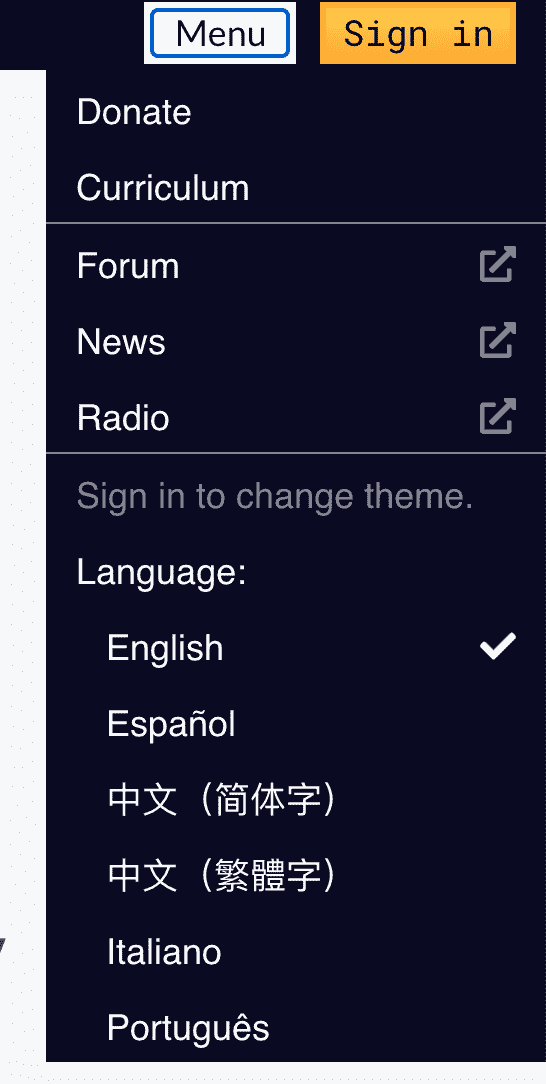 Menu
Sign in
Donate
Curriculum
Forum
News
Radio
Sign in to change theme.
Language:
English
Español
中文（简体字）
中文（繁體字）
Italiano
Português